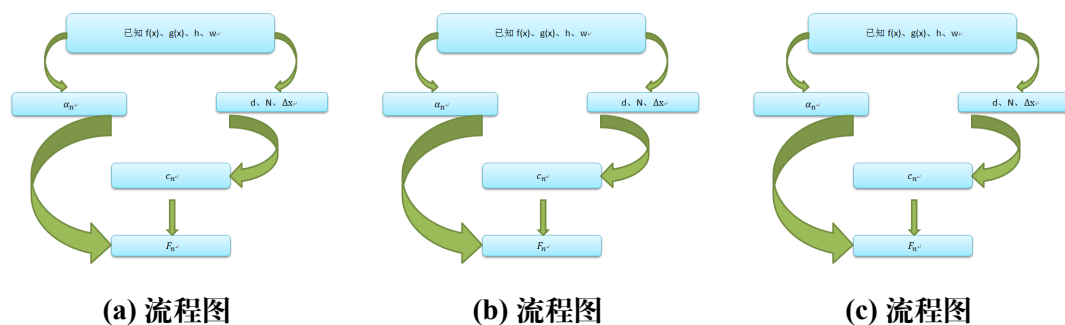 已知 f(x)、g(x)、h、w
αₙ
d、N、Δx
cₙ
Fₙ
(a) 流程图
已知 f(x)、g(x)、h、w
αₙ
d、N、Δx
cₙ
Fₙ
(b) 流程图
已知 f(x)、g(x)、h、w
αₙ
d、N、Δx
cₙ
Fₙ
(c) 流程图